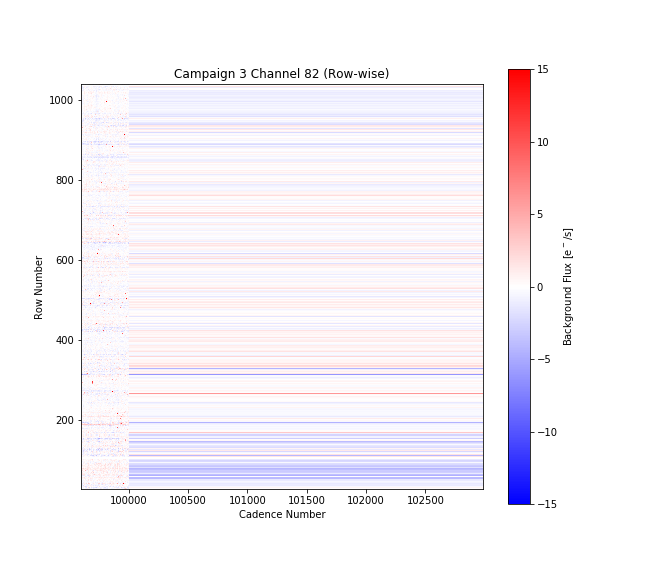 Campaign 3 Channel 82 (Row-wise)
1000
800
600
400
200
Row Number
100000 100500 101000 101500 102000 102500
Cadence Number
15
10
5
0
−5
−10
−15
Background Flux [e⁻/s]